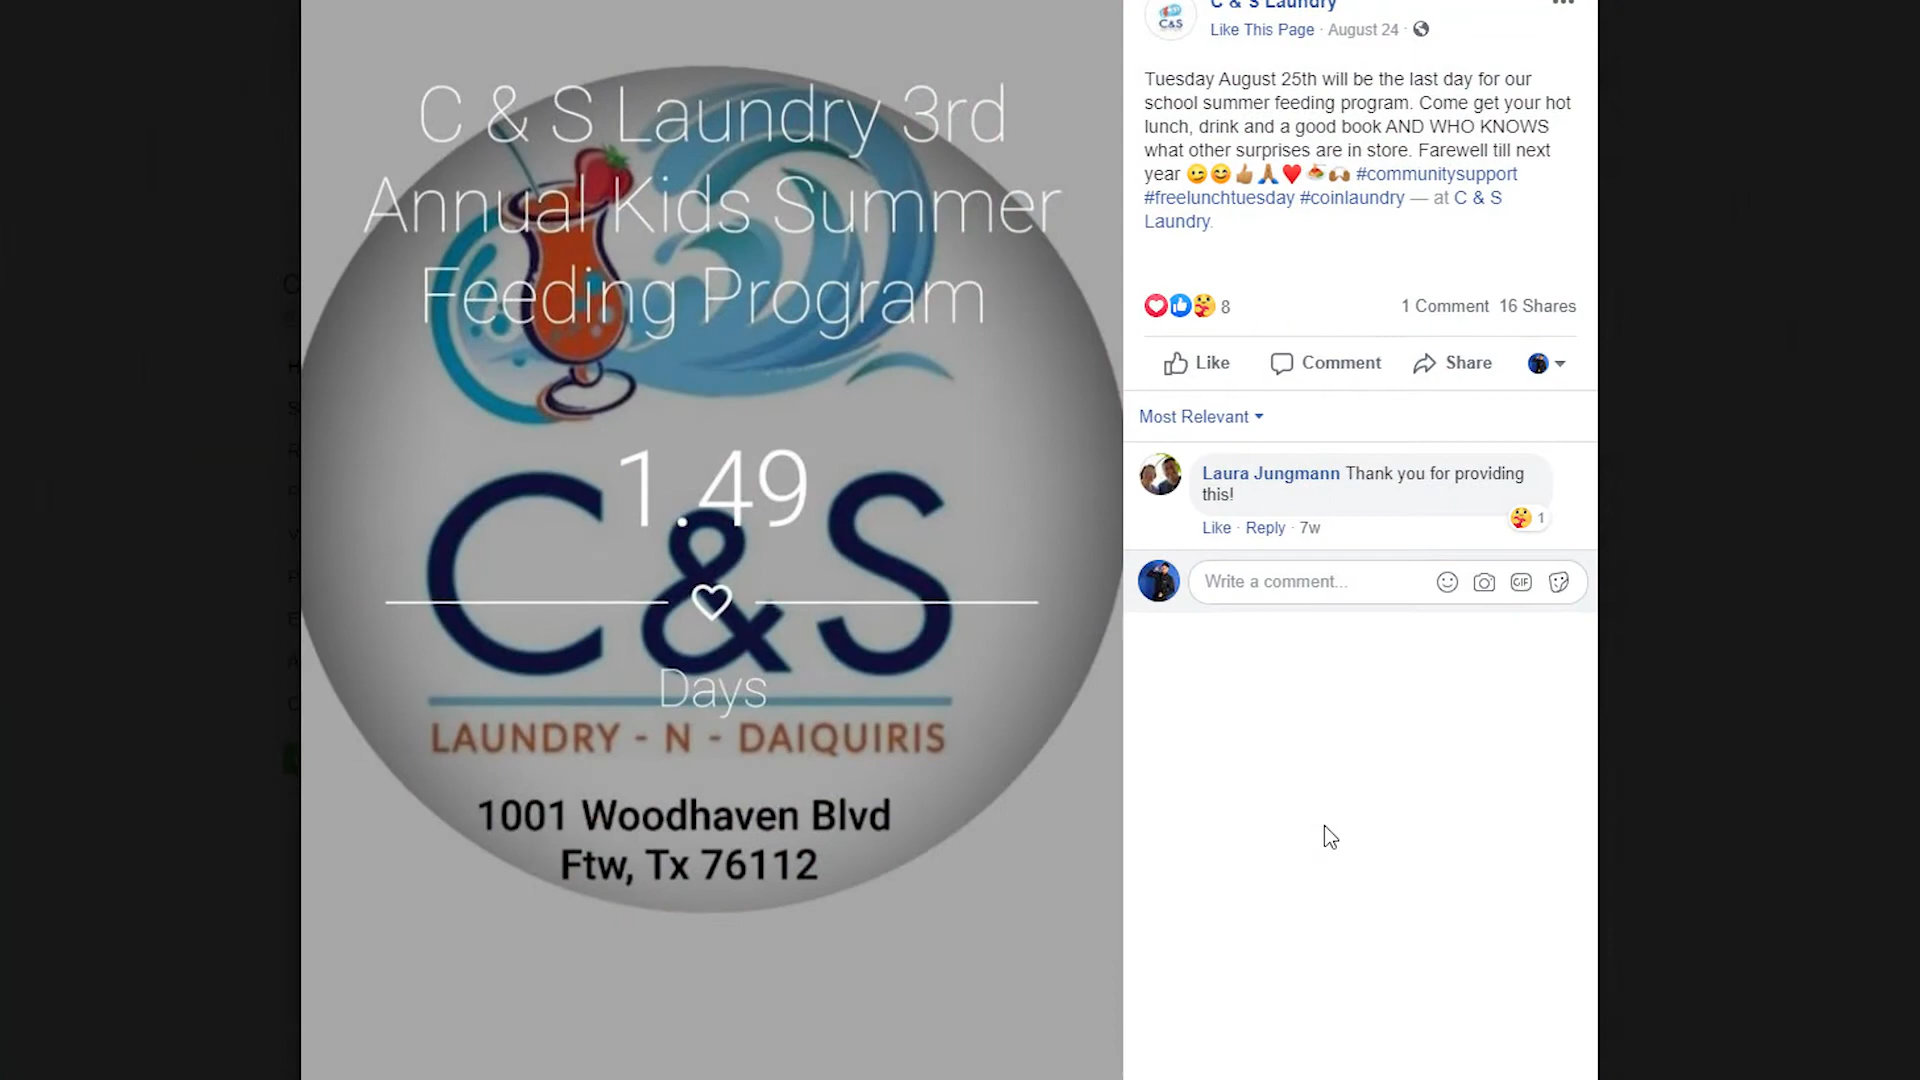 C & S Laundry 3rd
Annual Kids Summer
Feeding Program
1.49
C&S
Days
LAUNDRY - N - DAIQUIRIS
1001 Woodhaven Blvd
Ftw, Tx 76112
C & S Laundry
C&S
Like This Page · August 24 ·
Tuesday August 25th will be the last day for our
school summer feeding program. Come get your hot
lunch, drink and a good book AND WHO KNOWS
what other surprises are in store. Farewell till next
year 😉😊👍🏽🙏🏽❤️🍝🙌🏽 #communitysupport
#freelunchtuesday #coinlaundry — at C & S
Laundry.
8
1 Comment 16 Shares
Like Comment Share
Most Relevant
Laura Jungmann Thank you for providing
this!
1
Like · Reply · 7w
Write a comment...
GIF